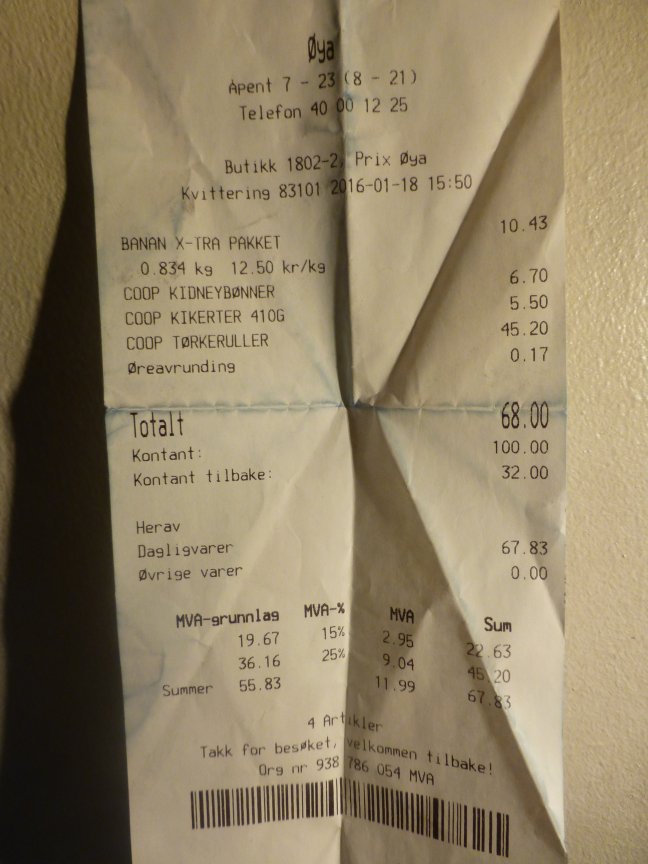 Øya
Åpent 7 - 23 (8 - 21)
Telefon 40 00 12 25
Butikk 1802-2, Prix Øya
Kvittering 83101 2016-01-18 15:50
BANAN X-TRA PAKKET 10.43
0.834 kg 12.50 kr/kg
COOP KIDNEYBØNNER 6.70
COOP KIKERTER 410G 5.50
COOP TØRKERULLER 45.20
Øreavrunding 0.17
Totalt 68.00
Kontant: 100.00
Kontant tilbake: 32.00
Herav
Dagligvarer 67.83
Øvrige varer 0.00
MVA-grunnlag MVA-% MVA Sum
19.67 15% 2.95 22.63
36.16 25% 9.04 45.20
Summer 55.83 11.99 67.83
4 Artikler
Takk for besøket, velkommen tilbake!
Org nr 938 786 054 MVA